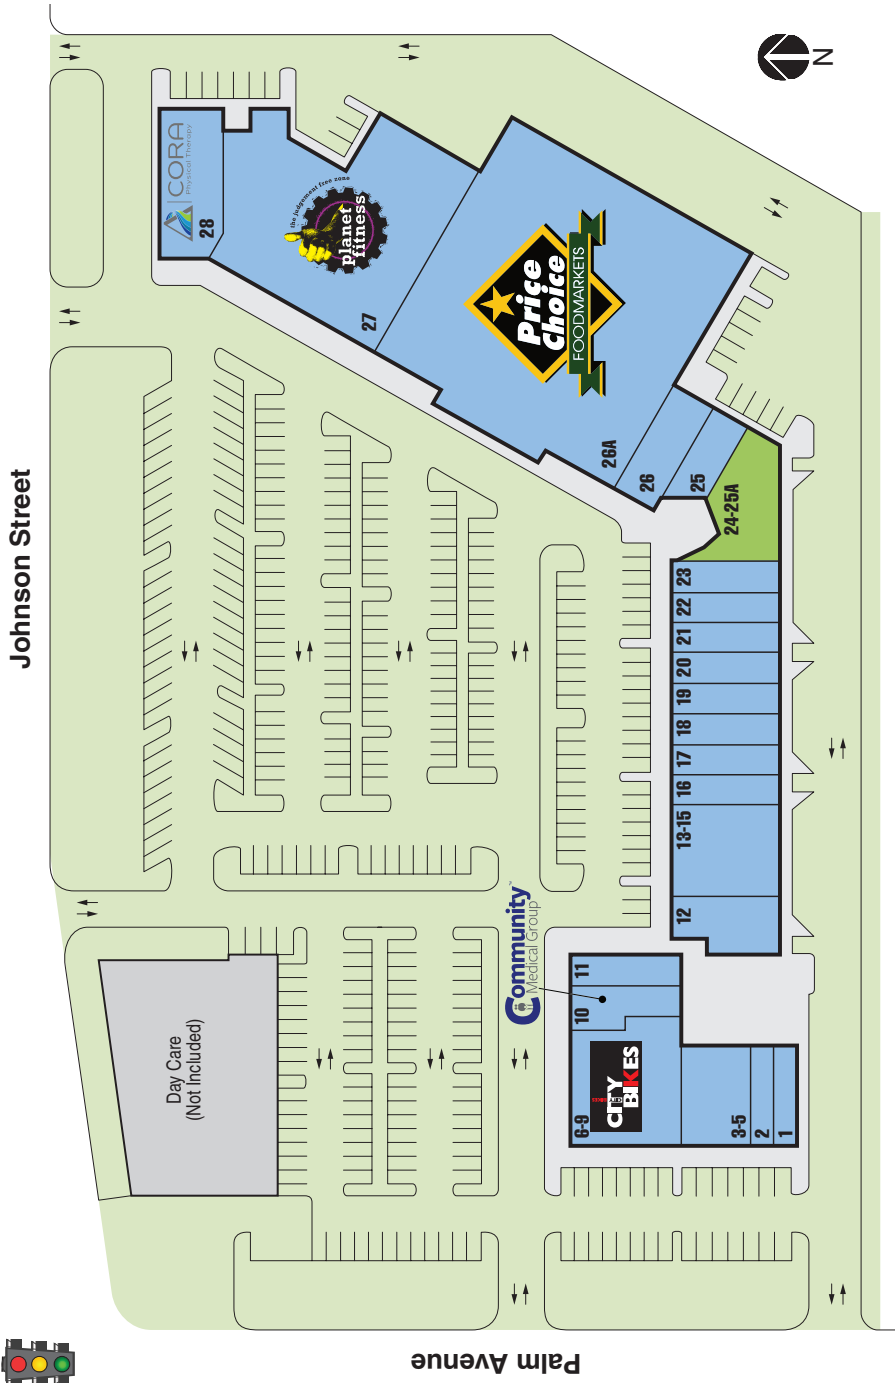 Johnson Street
N
CORA
Physical Therapy
28
the judgement free zone
planet
fitness
27
Price
Choice
FOODMARKETS
26A
26
25
24-25A
23
22
21
20
19
18
17
16
13-15
12
Community
Medical Group
11
10
CITY
BIKES
6-9
3-5
2
1
Day Care
(Not Included)
Palm Avenue